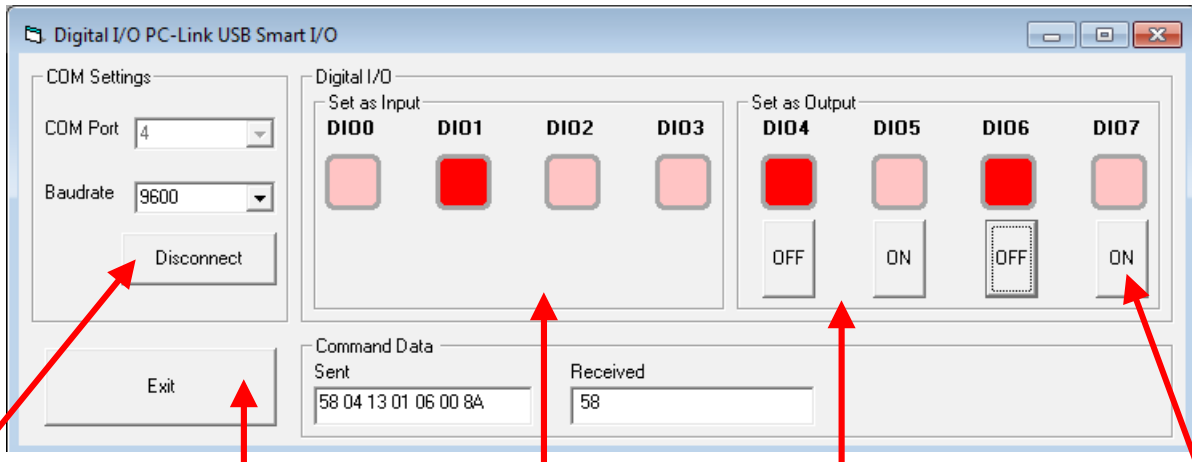 Digital I/O PC-Link USB Smart I/O
COM Settings
COM Port 4
Baudrate 9600
Disconnect
Exit
Digital I/O
Set as Input
DIO0 DIO1 DIO2 DIO3
Set as Output
DIO4 DIO5 DIO6 DIO7
OFF ON OFF ON
Command Data
Sent Received
58 04 13 01 06 00 8A 58